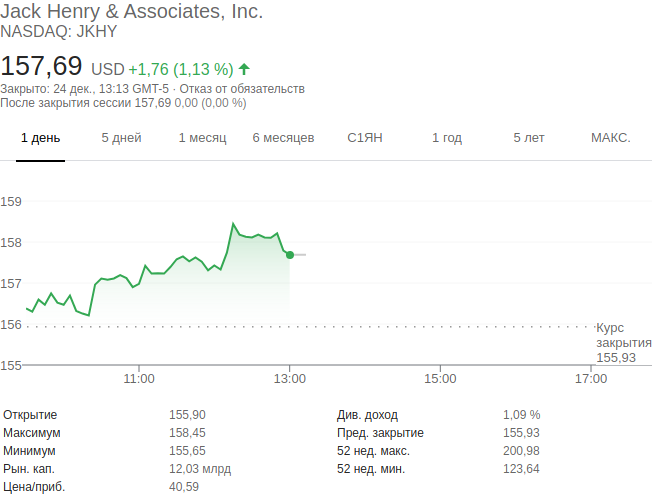 Jack Henry & Associates, Inc.
NASDAQ: JKHY
157,69 USD +1,76 (1,13 %)
Закрыто: 24 дек., 13:13 GMT-5 · Отказ от обязательств
После закрытия сессии 157,69 0,00 (0,00 %)
1 день 5 дней 1 месяц 6 месяцев С1ЯН 1 год 5 лет МАКС.
159
158
157
156
Курс
закрытия
155,93
155
11:00 13:00 15:00 17:00
Открытие 155,90 Див. доход 1,09 %
Максимум 158,45 Пред. закрытие 155,93
Минимум 155,65 52 нед. макс. 200,98
Рын. кап. 12,03 млрд 52 нед. мин. 123,64
Цена/приб. 40,59